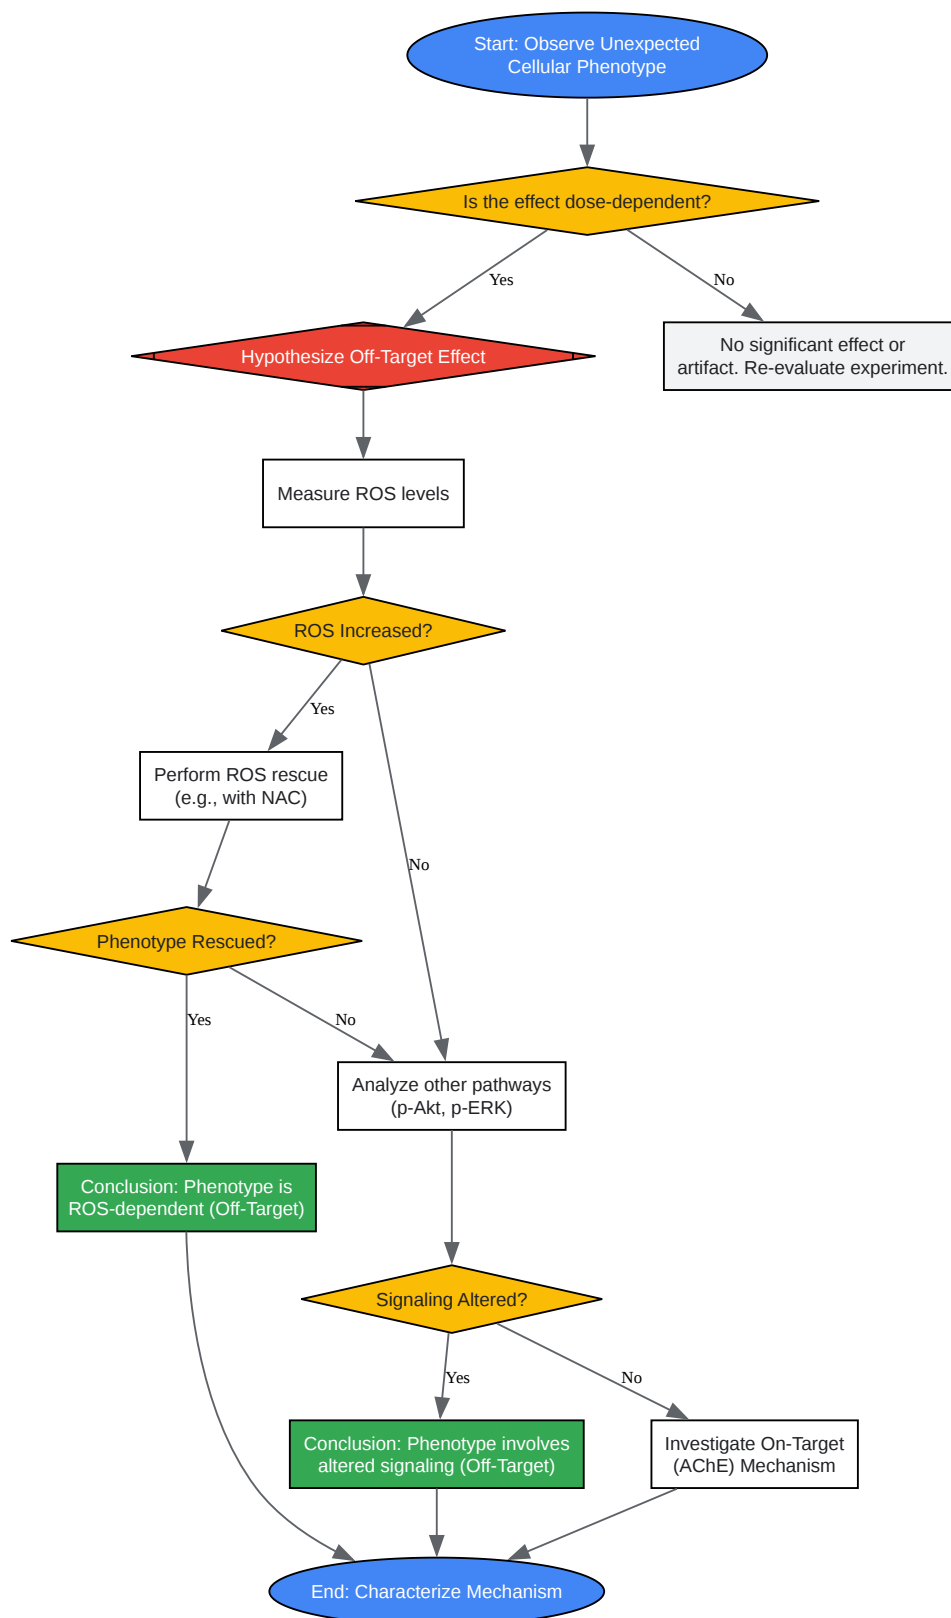 Start: Observe Unexpected
Cellular Phenotype
Is the effect dose-dependent?
Yes
No
Hypothesize Off-Target Effect
No significant effect or
artifact. Re-evaluate experiment.
Measure ROS levels
ROS Increased?
Yes
Perform ROS rescue
(e.g., with NAC)
No
Phenotype Rescued?
Yes
No
Analyze other pathways
(p-Akt, p-ERK)
Conclusion: Phenotype is
ROS-dependent (Off-Target)
Signaling Altered?
Yes
No
Conclusion: Phenotype involves
altered signaling (Off-Target)
Investigate On-Target
(AChE) Mechanism
End: Characterize Mechanism